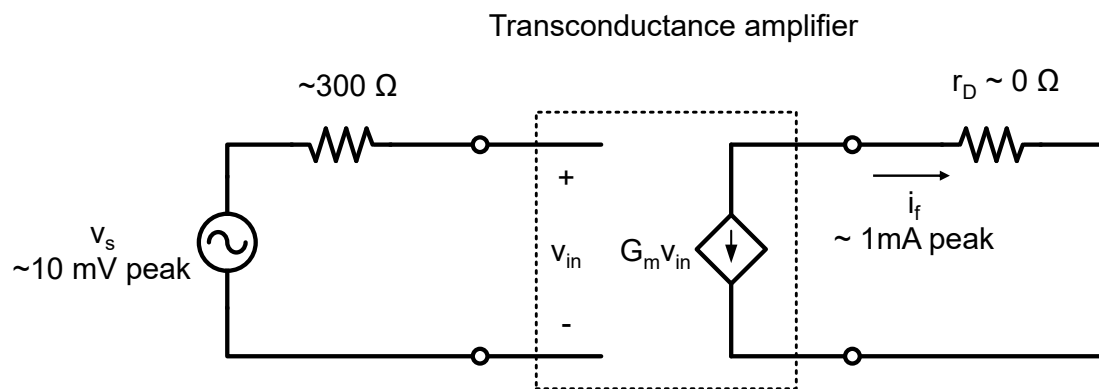 Transconductance amplifier
~300 Ω
r_D ~ 0 Ω
+
v_s
~10 mV peak
v_in
G_mv_in
i_f
~ 1mA peak
-